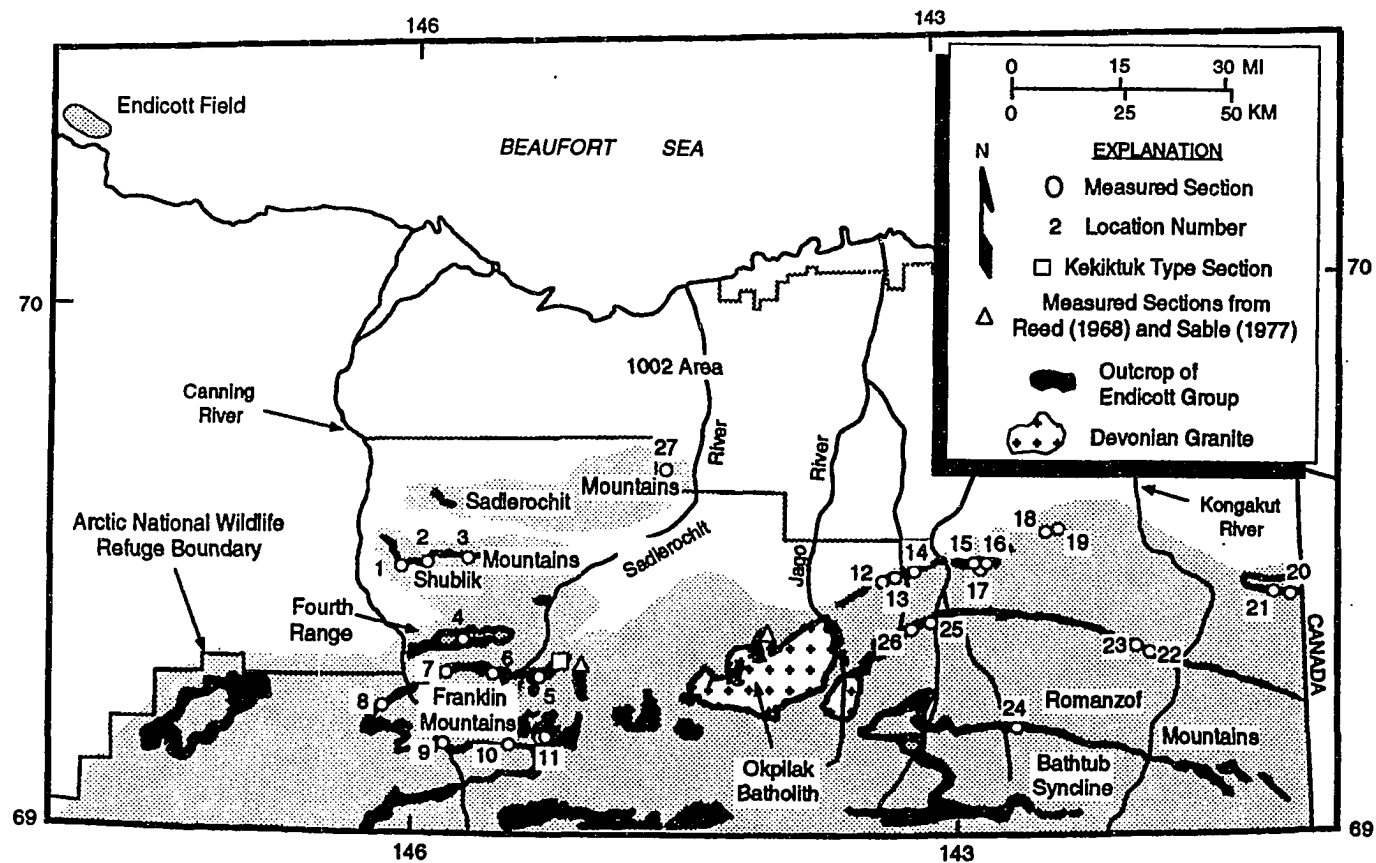 146
143
Endicott Field
BEAUFORT SEA
0 15 30 MI
0 25 50 KM
N
EXPLANATION
Measured Section
2 Location Number
Kekiktuk Type Section
Measured Sections from
Reed (1968) and Sable (1977)
Outcrop of
Endicott Group
Devonian Granite
70
70
1002 Area
Canning
River
River
River
27
Mountains
Sadlerochit
Sadlerochit
Jago
Kongakut
River
Arctic National Wildlife
Refuge Boundary
1
2
3
Mountains
Shublik
Fourth
Range
4
7
6
5
8
Franklin
Mountains
9
10
11
12
13
14
15
16
17
18
19
20
21
26
25
23
22
24
CANADA
Romanzof
Mountains
Bathtub
Syncline
Okpilak
Batholith
69
69
146
143